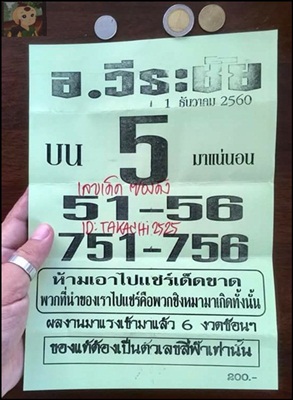 อ.วีระชัย
1 ธันวาคม 2560
บน 5 มาแน่นอน
เลขเด็ด ซองดัง
51-56
ID:TAKACHi2525
751-756
ห้ามเอาไปแชร์เด็ดขาด
พวกที่นำของเราไปแชร์คือพวกชิงหมามาเกิดทั้งนั้น
ผลงานมาแรงเข้ามาแล้ว 6 งวดซ้อนๆ
ของแท้ต้องเป็นตัวเลขสีฟ้าเท่านั้น
200.-